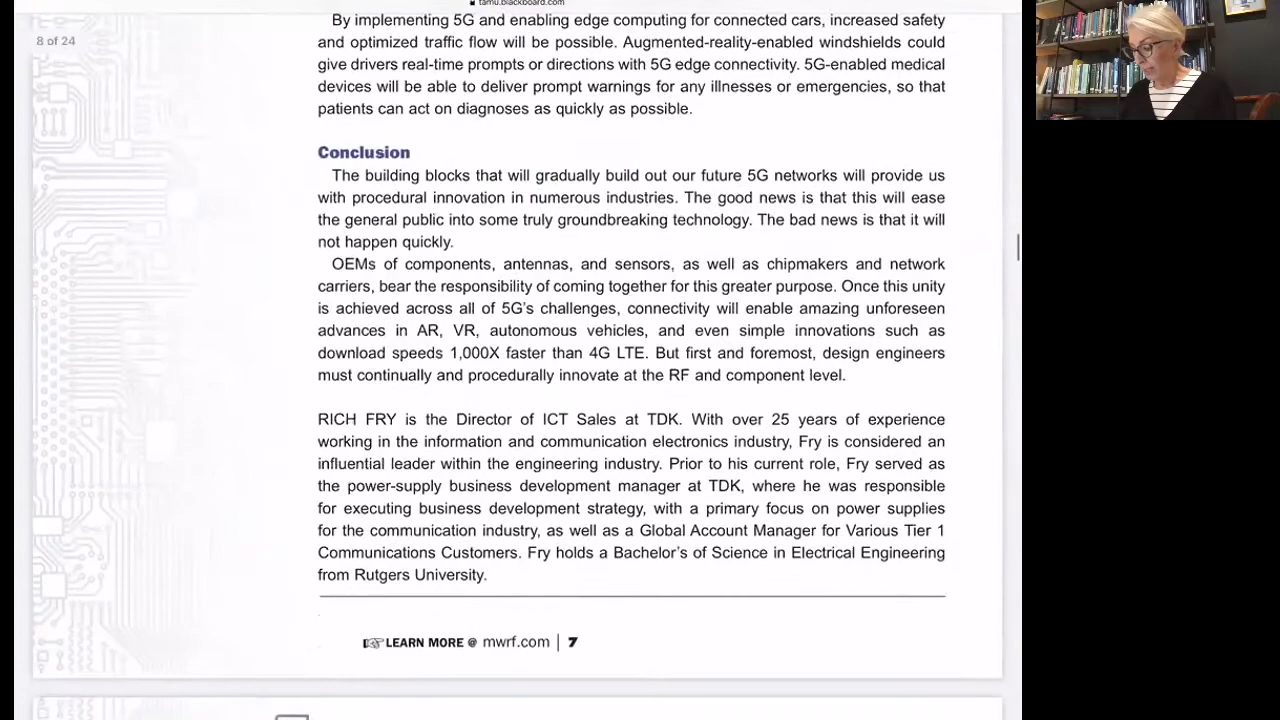 tamu.blackboard.com
8 of 24
By implementing 5G and enabling edge computing for connected cars, increased safety
and optimized traffic flow will be possible. Augmented-reality-enabled windshields could
give drivers real-time prompts or directions with 5G edge connectivity. 5G-enabled medical
devices will be able to deliver prompt warnings for any illnesses or emergencies, so that
patients can act on diagnoses as quickly as possible.
Conclusion
The building blocks that will gradually build out our future 5G networks will provide us
with procedural innovation in numerous industries. The good news is that this will ease
the general public into some truly groundbreaking technology. The bad news is that it will
not happen quickly.
OEMs of components, antennas, and sensors, as well as chipmakers and network
carriers, bear the responsibility of coming together for this greater purpose. Once this unity
is achieved across all of 5G's challenges, connectivity will enable amazing unforeseen
advances in AR, VR, autonomous vehicles, and even simple innovations such as
download speeds 1,000X faster than 4G LTE. But first and foremost, design engineers
must continually and procedurally innovate at the RF and component level.
RICH FRY is the Director of ICT Sales at TDK. With over 25 years of experience
working in the information and communication electronics industry, Fry is considered an
influential leader within the engineering industry. Prior to his current role, Fry served as
the power-supply business development manager at TDK, where he was responsible
for executing business development strategy, with a primary focus on power supplies
for the communication industry, as well as a Global Account Manager for Various Tier 1
Communications Customers. Fry holds a Bachelor's of Science in Electrical Engineering
from Rutgers University.
LEARN MORE @ mwrf.com | 7